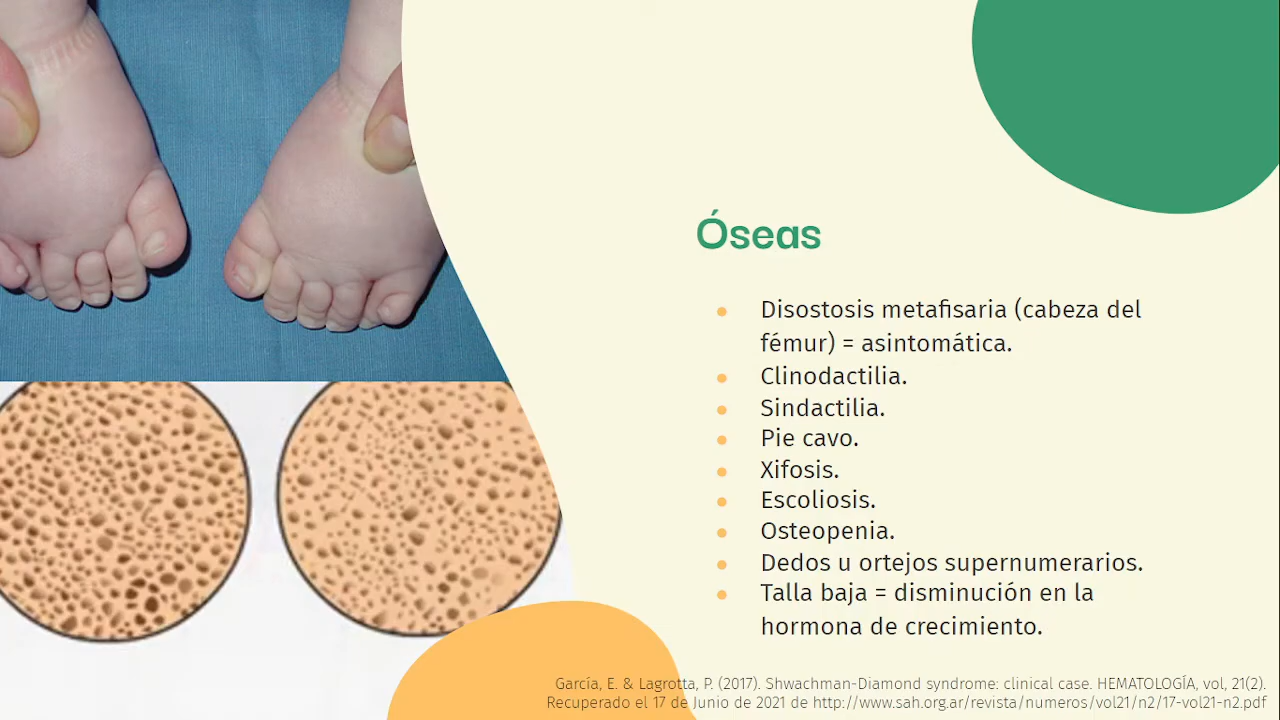 Óseas
Disostosis metafisaria (cabeza del
fémur) = asintomática.
Clinodactilia.
Sindactilia.
Pie cavo.
Xifosis.
Escoliosis.
Osteopenia.
Dedos u ortejos supernumerarios.
Talla baja = disminución en la
hormona de crecimiento.
García, E. & Lagrotta, P. (2017). Shwachman-Diamond syndrome: clinical case. HEMATOLOGÍA, vol, 21(2).
Recuperado el 17 de Junio de 2021 de http://www.sah.org.ar/revista/numeros/vol21/n2/17-vol21-n2.pdf